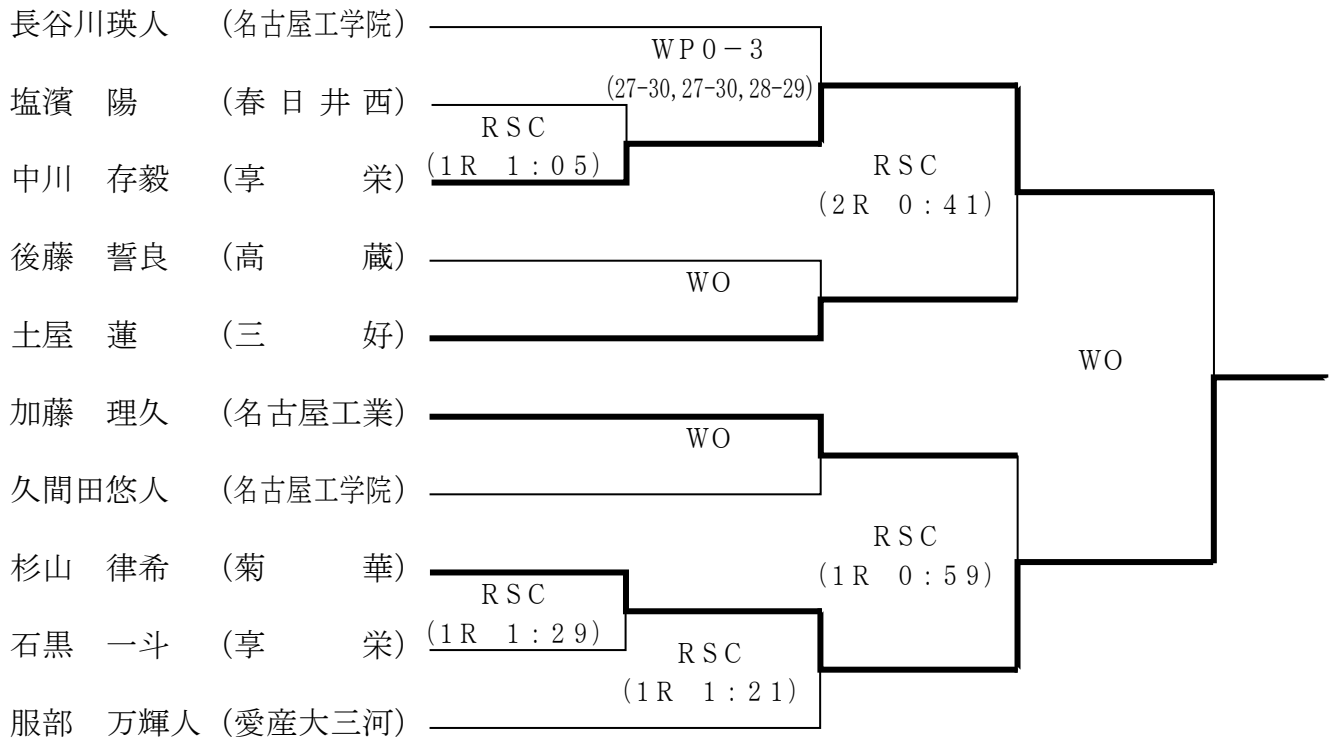 長谷川瑛人 (名古屋工学院)
WP0-3
塩濱 陽 (春日井西)
(27-30,27-30,28-29)
RSC
中川 存毅 (享 栄)
(1R 1:05)
RSC
(2R 0:41)
後藤 誓良 (高 蔵)
WO
土屋 蓮 (三 好)
WO
加藤 理久 (名古屋工業)
WO
久間田悠人 (名古屋工学院)
RSC
杉山 律希 (菊 華)
(1R 0:59)
RSC
石黒 一斗 (享 栄)
(1R 1:29)
RSC
(1R 1:21)
服部 万輝人 (愛産大三河)